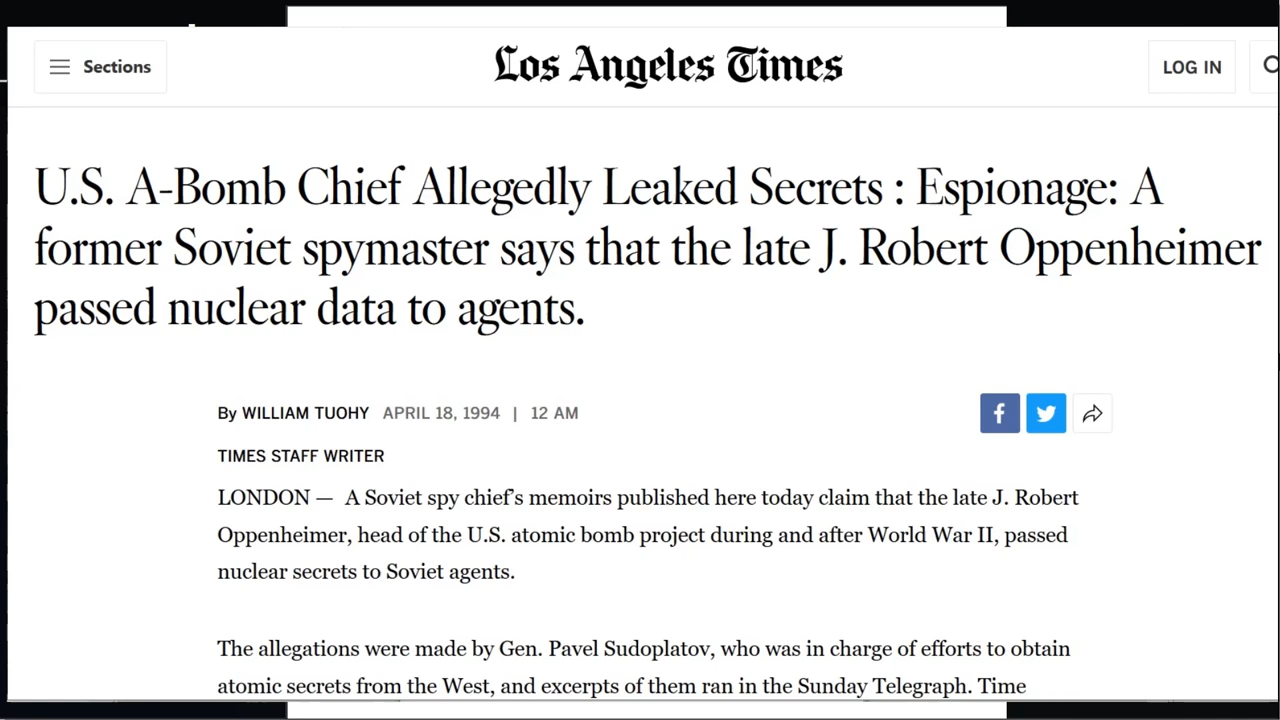 Sections
Los Angeles Times
LOG IN
U.S. A-Bomb Chief Allegedly Leaked Secrets : Espionage: A
former Soviet spymaster says that the late J. Robert Oppenheimer
passed nuclear data to agents.
By WILLIAM TUOHY APRIL 18, 1994 | 12 AM
TIMES STAFF WRITER
LONDON — A Soviet spy chief's memoirs published here today claim that the late J. Robert
Oppenheimer, head of the U.S. atomic bomb project during and after World War II, passed
nuclear secrets to Soviet agents.
The allegations were made by Gen. Pavel Sudoplatov, who was in charge of efforts to obtain
atomic secrets from the West, and excerpts of them ran in the Sunday Telegraph. Time